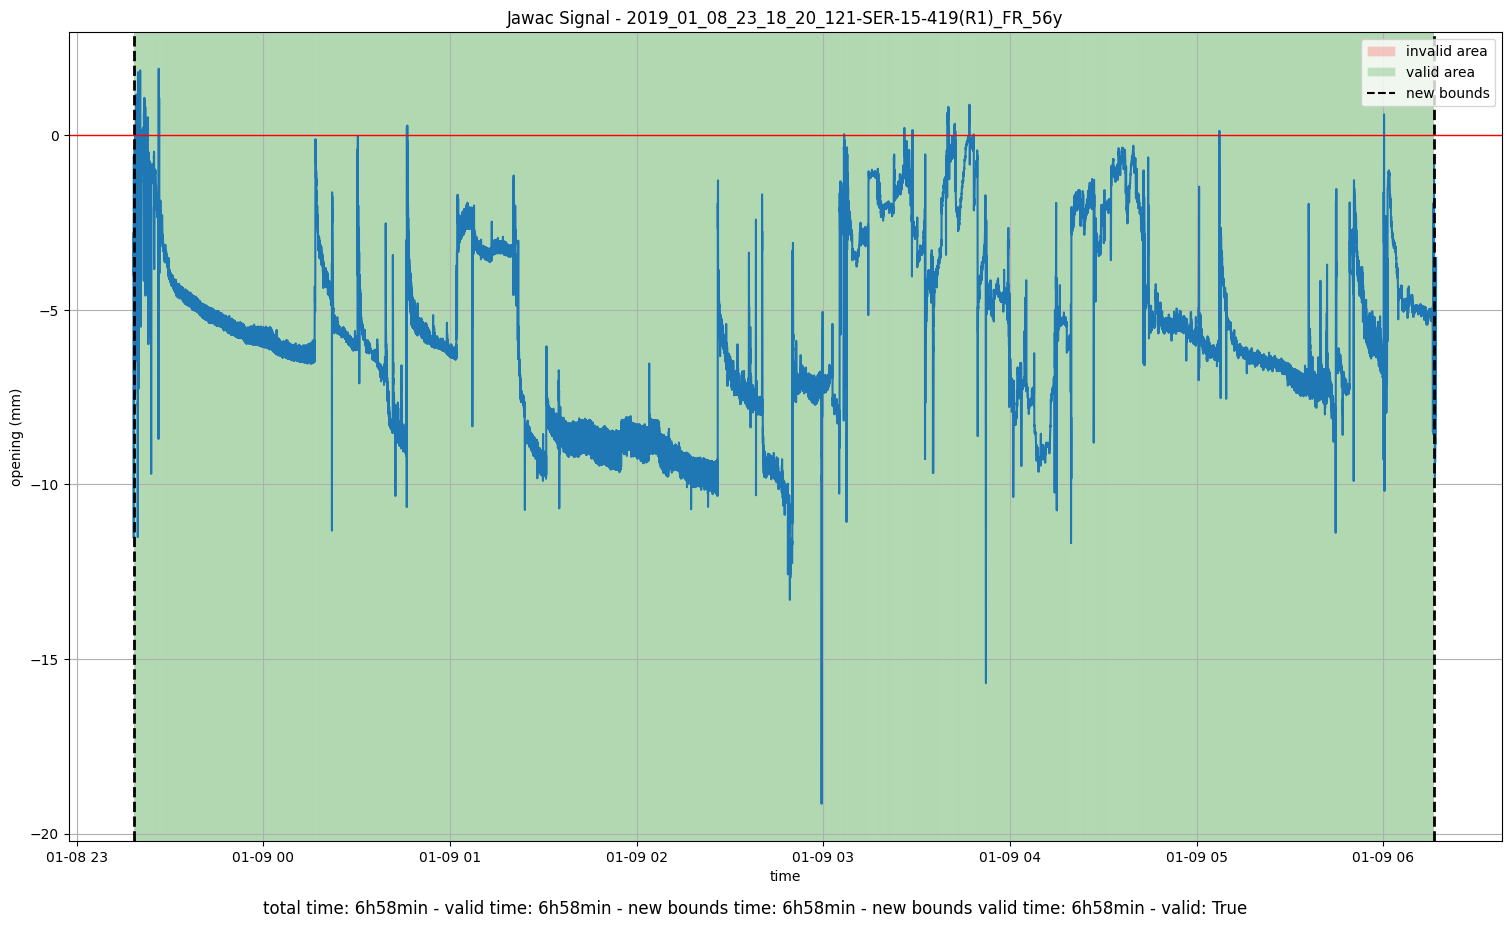 Jawac Signal - 2019_01_08_23_18_20_121-SER-15-419(R1)_FR_56y
invalid area
valid area
new bounds
opening (mm)
0
−5
−10
−15
−20
01-08 23
01-09 00
01-09 01
01-09 02
01-09 03
01-09 04
01-09 05
01-09 06
time
total time: 6h58min - valid time: 6h58min - new bounds time: 6h58min - new bounds valid time: 6h58min - valid: True